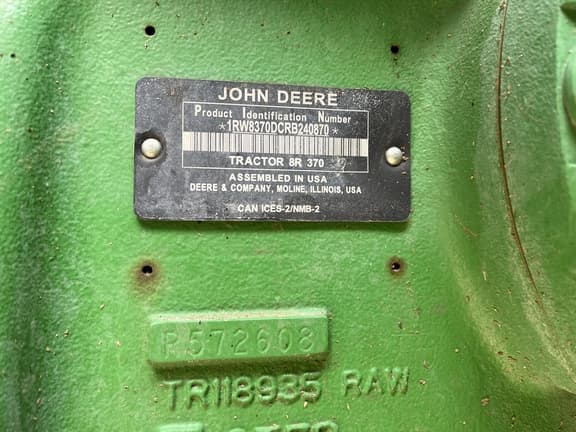 JOHN DEERE
Product Identification Number
*1RW8370DCRB240870*
TRACTOR 8R 370
ASSEMBLED IN USA
DEERE & COMPANY, MOLINE, ILLINOIS, USA
CAN ICES-2/NMB-2
R572608
TR118935 RAW